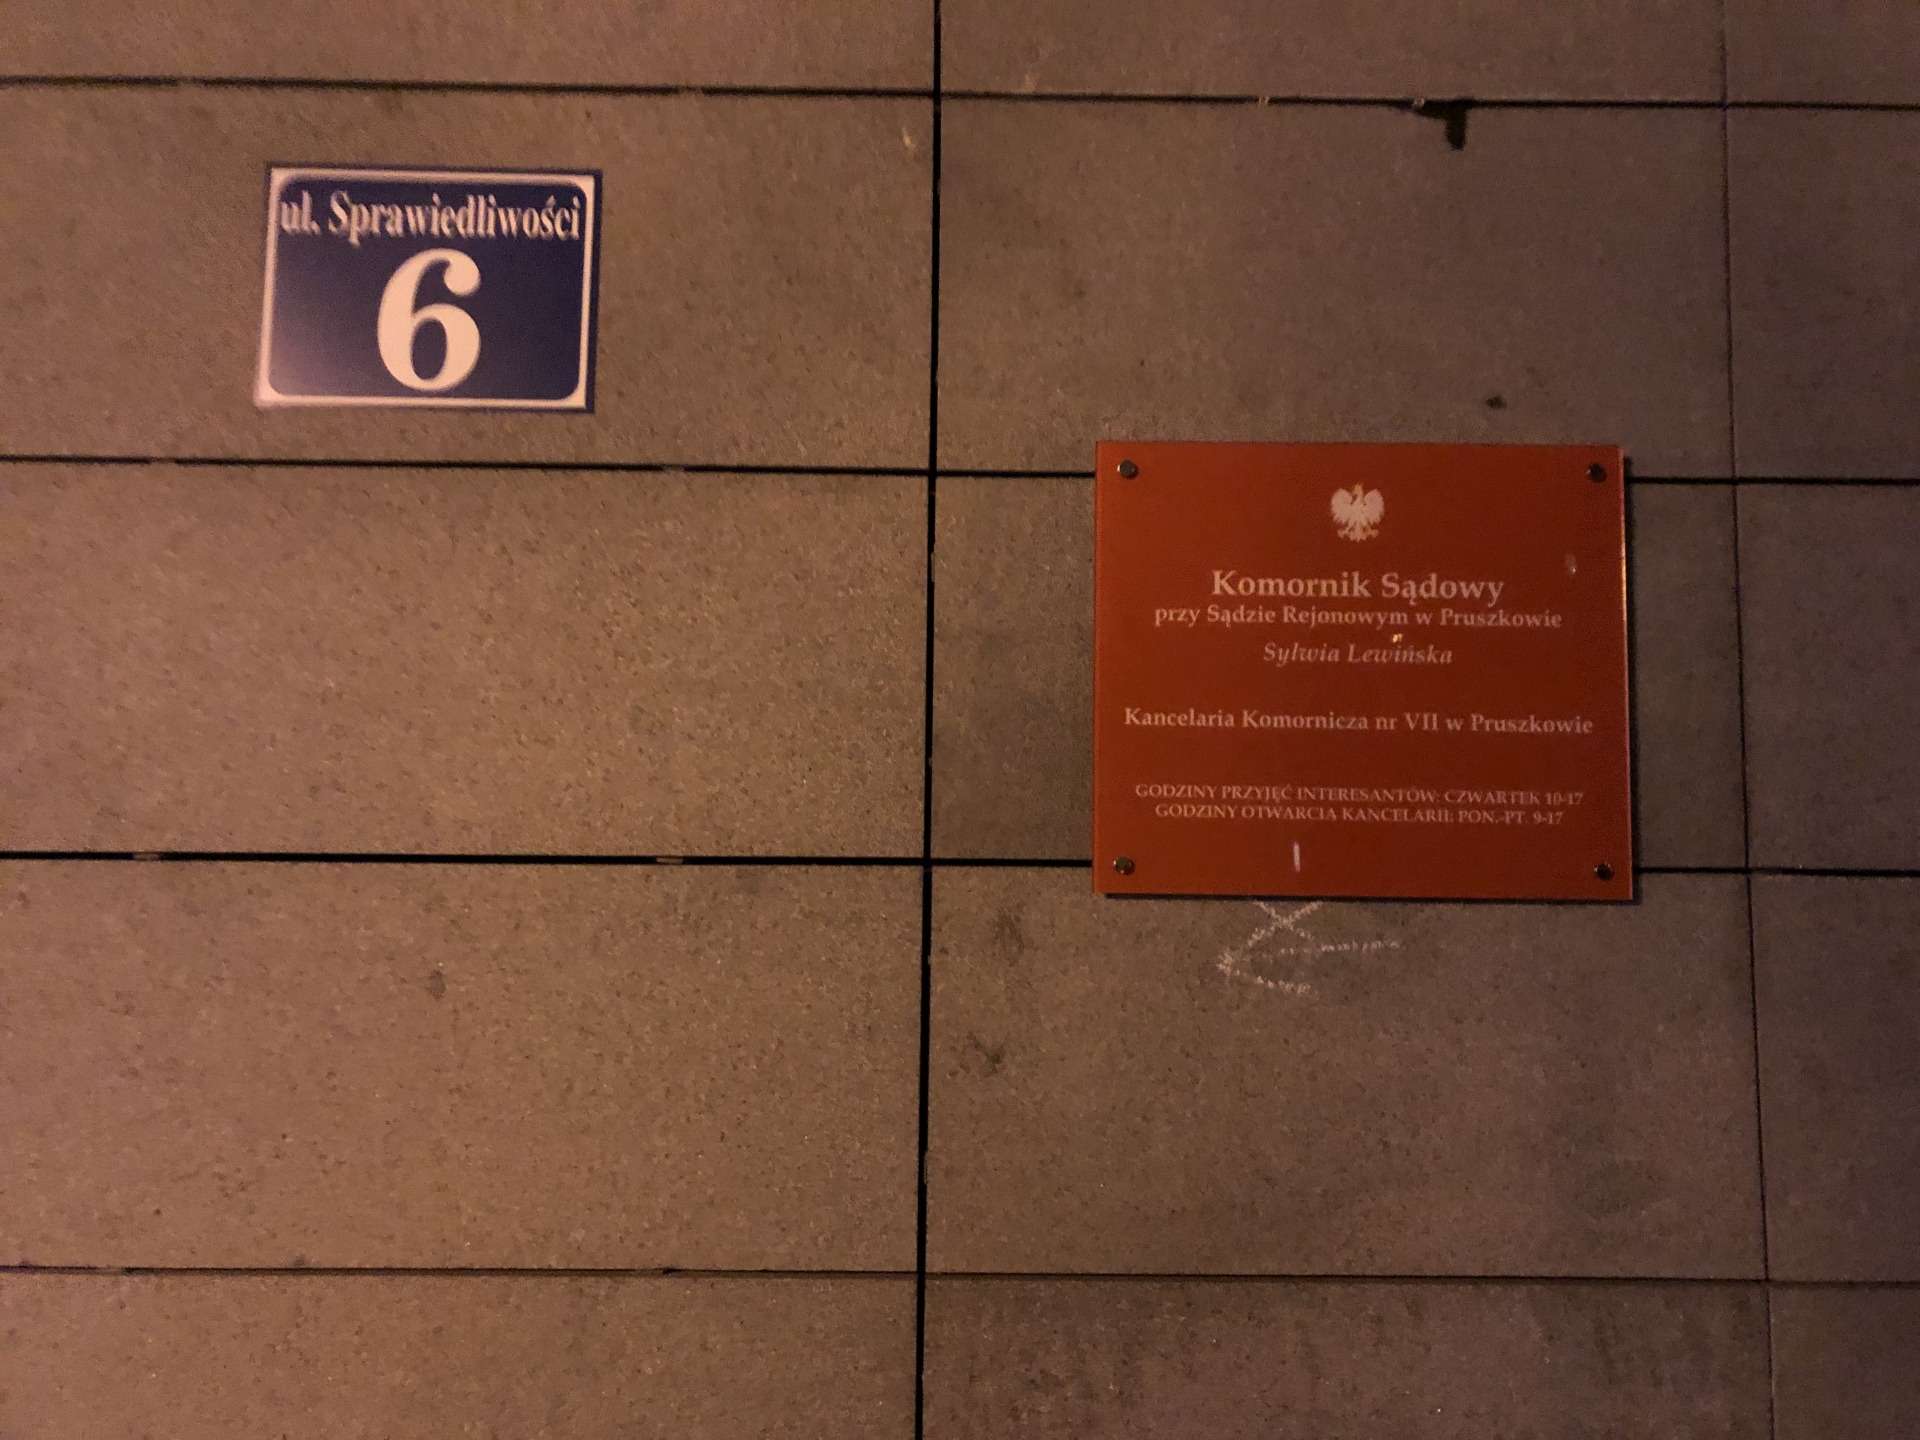 ul. Sprawiedliwości
6
Komornik Sądowy
przy Sądzie Rejonowym w Pruszkowie
Sylwia Lewińska
Kancelaria Komornicza nr VII w Pruszkowie
GODZINY PRZYJĘĆ INTERESANTÓW: CZWARTEK 10-17
GODZINY OTWARCIA KANCELARII: PON.-PT. 9-17